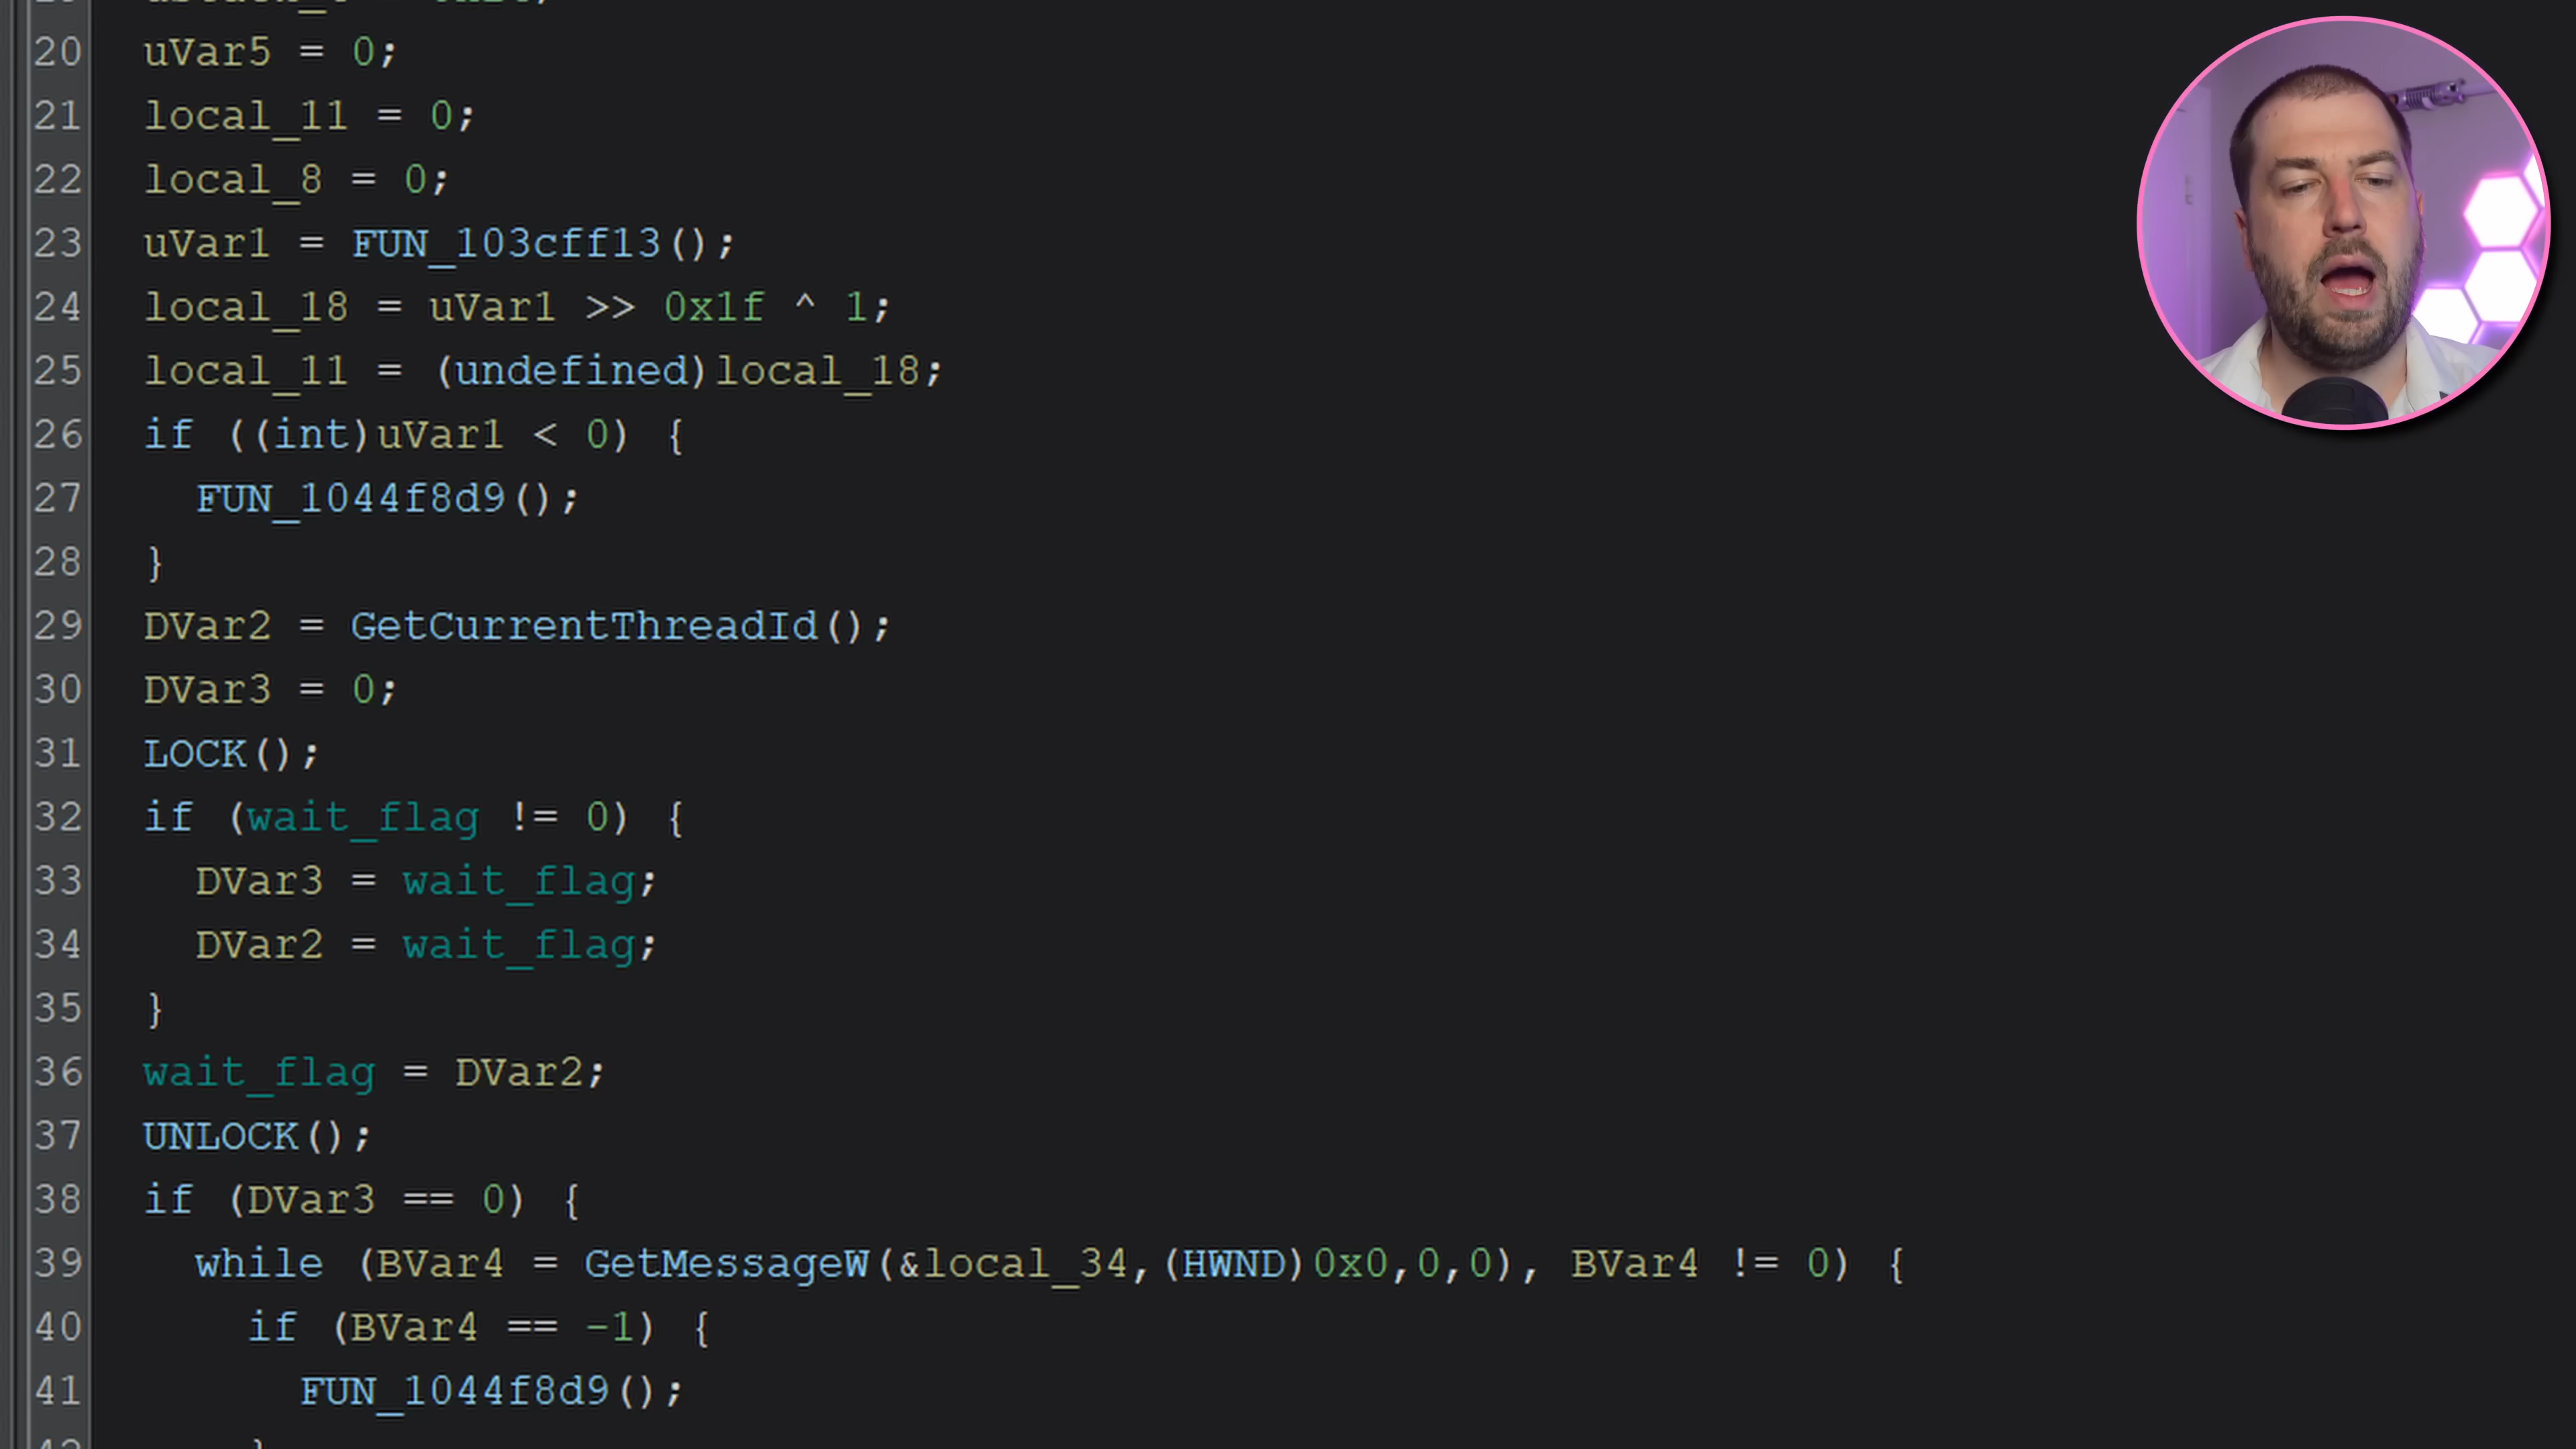 20 uVar5 = 0;
21 local_11 = 0;
22 local_8 = 0;
23 uVar1 = FUN_103cff13();
24 local_18 = uVar1 >> 0x1f ^ 1;
25 local_11 = (undefined)local_18;
26 if ((int)uVar1 < 0) {
27 FUN_1044f8d9();
28 }
29 DVar2 = GetCurrentThreadId();
30 DVar3 = 0;
31 LOCK();
32 if (wait_flag != 0) {
33 DVar3 = wait_flag;
34 DVar2 = wait_flag;
35 }
36 wait_flag = DVar2;
37 UNLOCK();
38 if (DVar3 == 0) {
39 while (BVar4 = GetMessageW(&local_34,(HWND)0x0,0,0), BVar4 != 0) {
40 if (BVar4 == -1) {
41 FUN_1044f8d9();